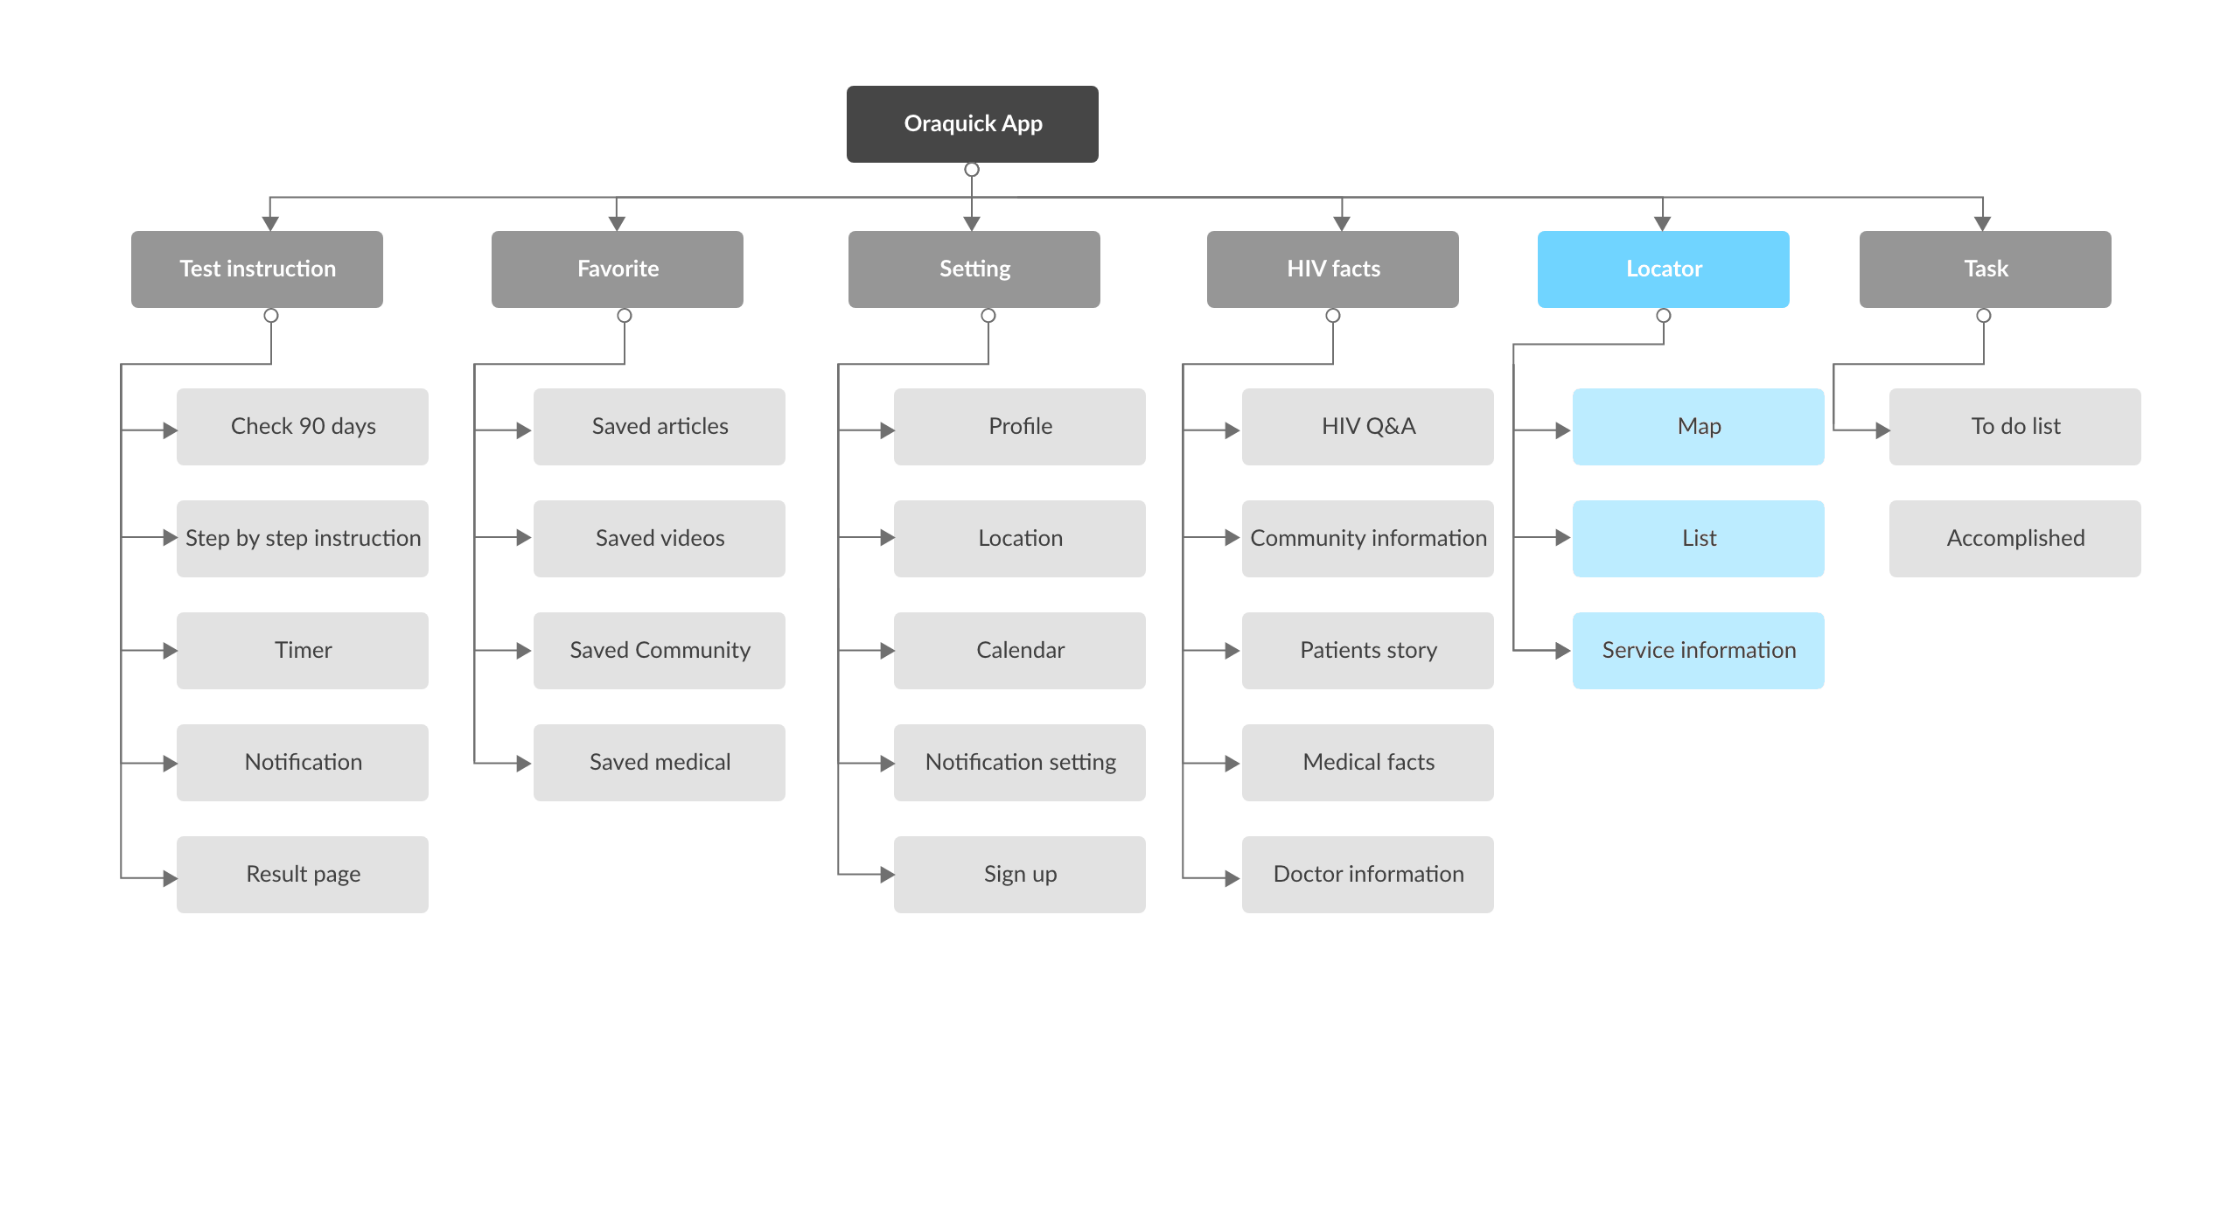 Oraquick App
Test instruction
Favorite
Setting
HIV facts
Locator
Task
Check 90 days
Step by step instruction
Timer
Notification
Result page
Saved articles
Saved videos
Saved Community
Saved medical
Profile
Location
Calendar
Notification setting
Sign up
HIV Q&A
Community information
Patients story
Medical facts
Doctor information
Map
List
Service information
To do list
Accomplished